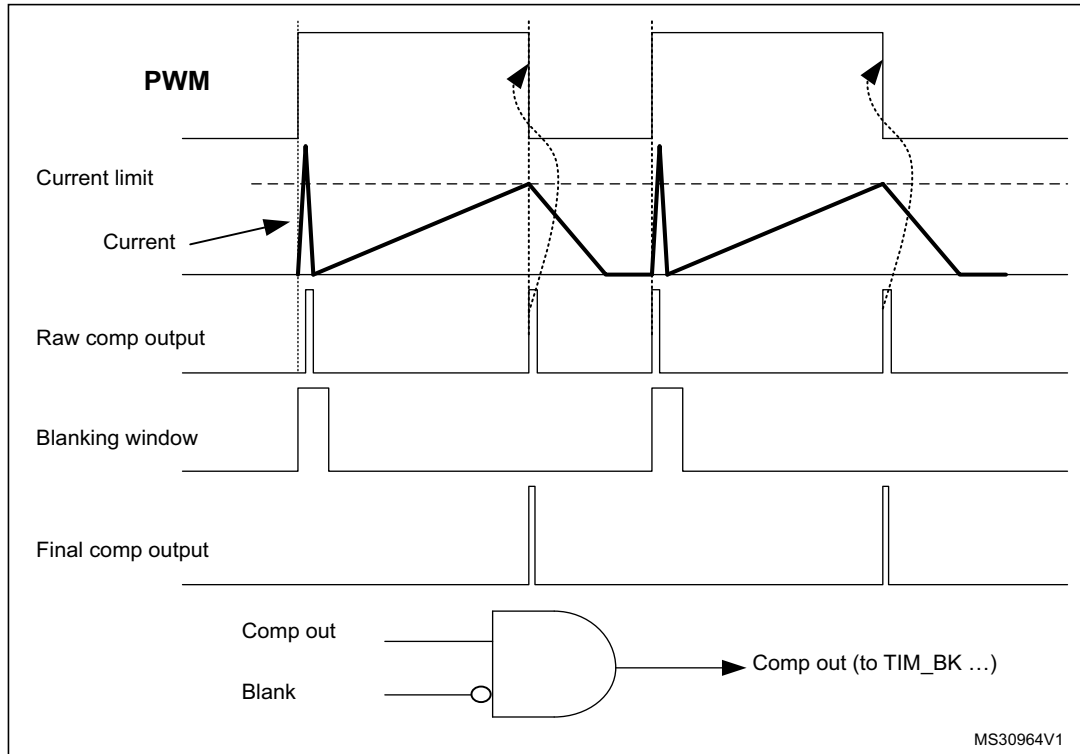 PWM
Current limit
Current
Raw comp output
Blanking window
Final comp output
Comp out
Blank
Comp out (to TIM_BK …)
MS30964V1